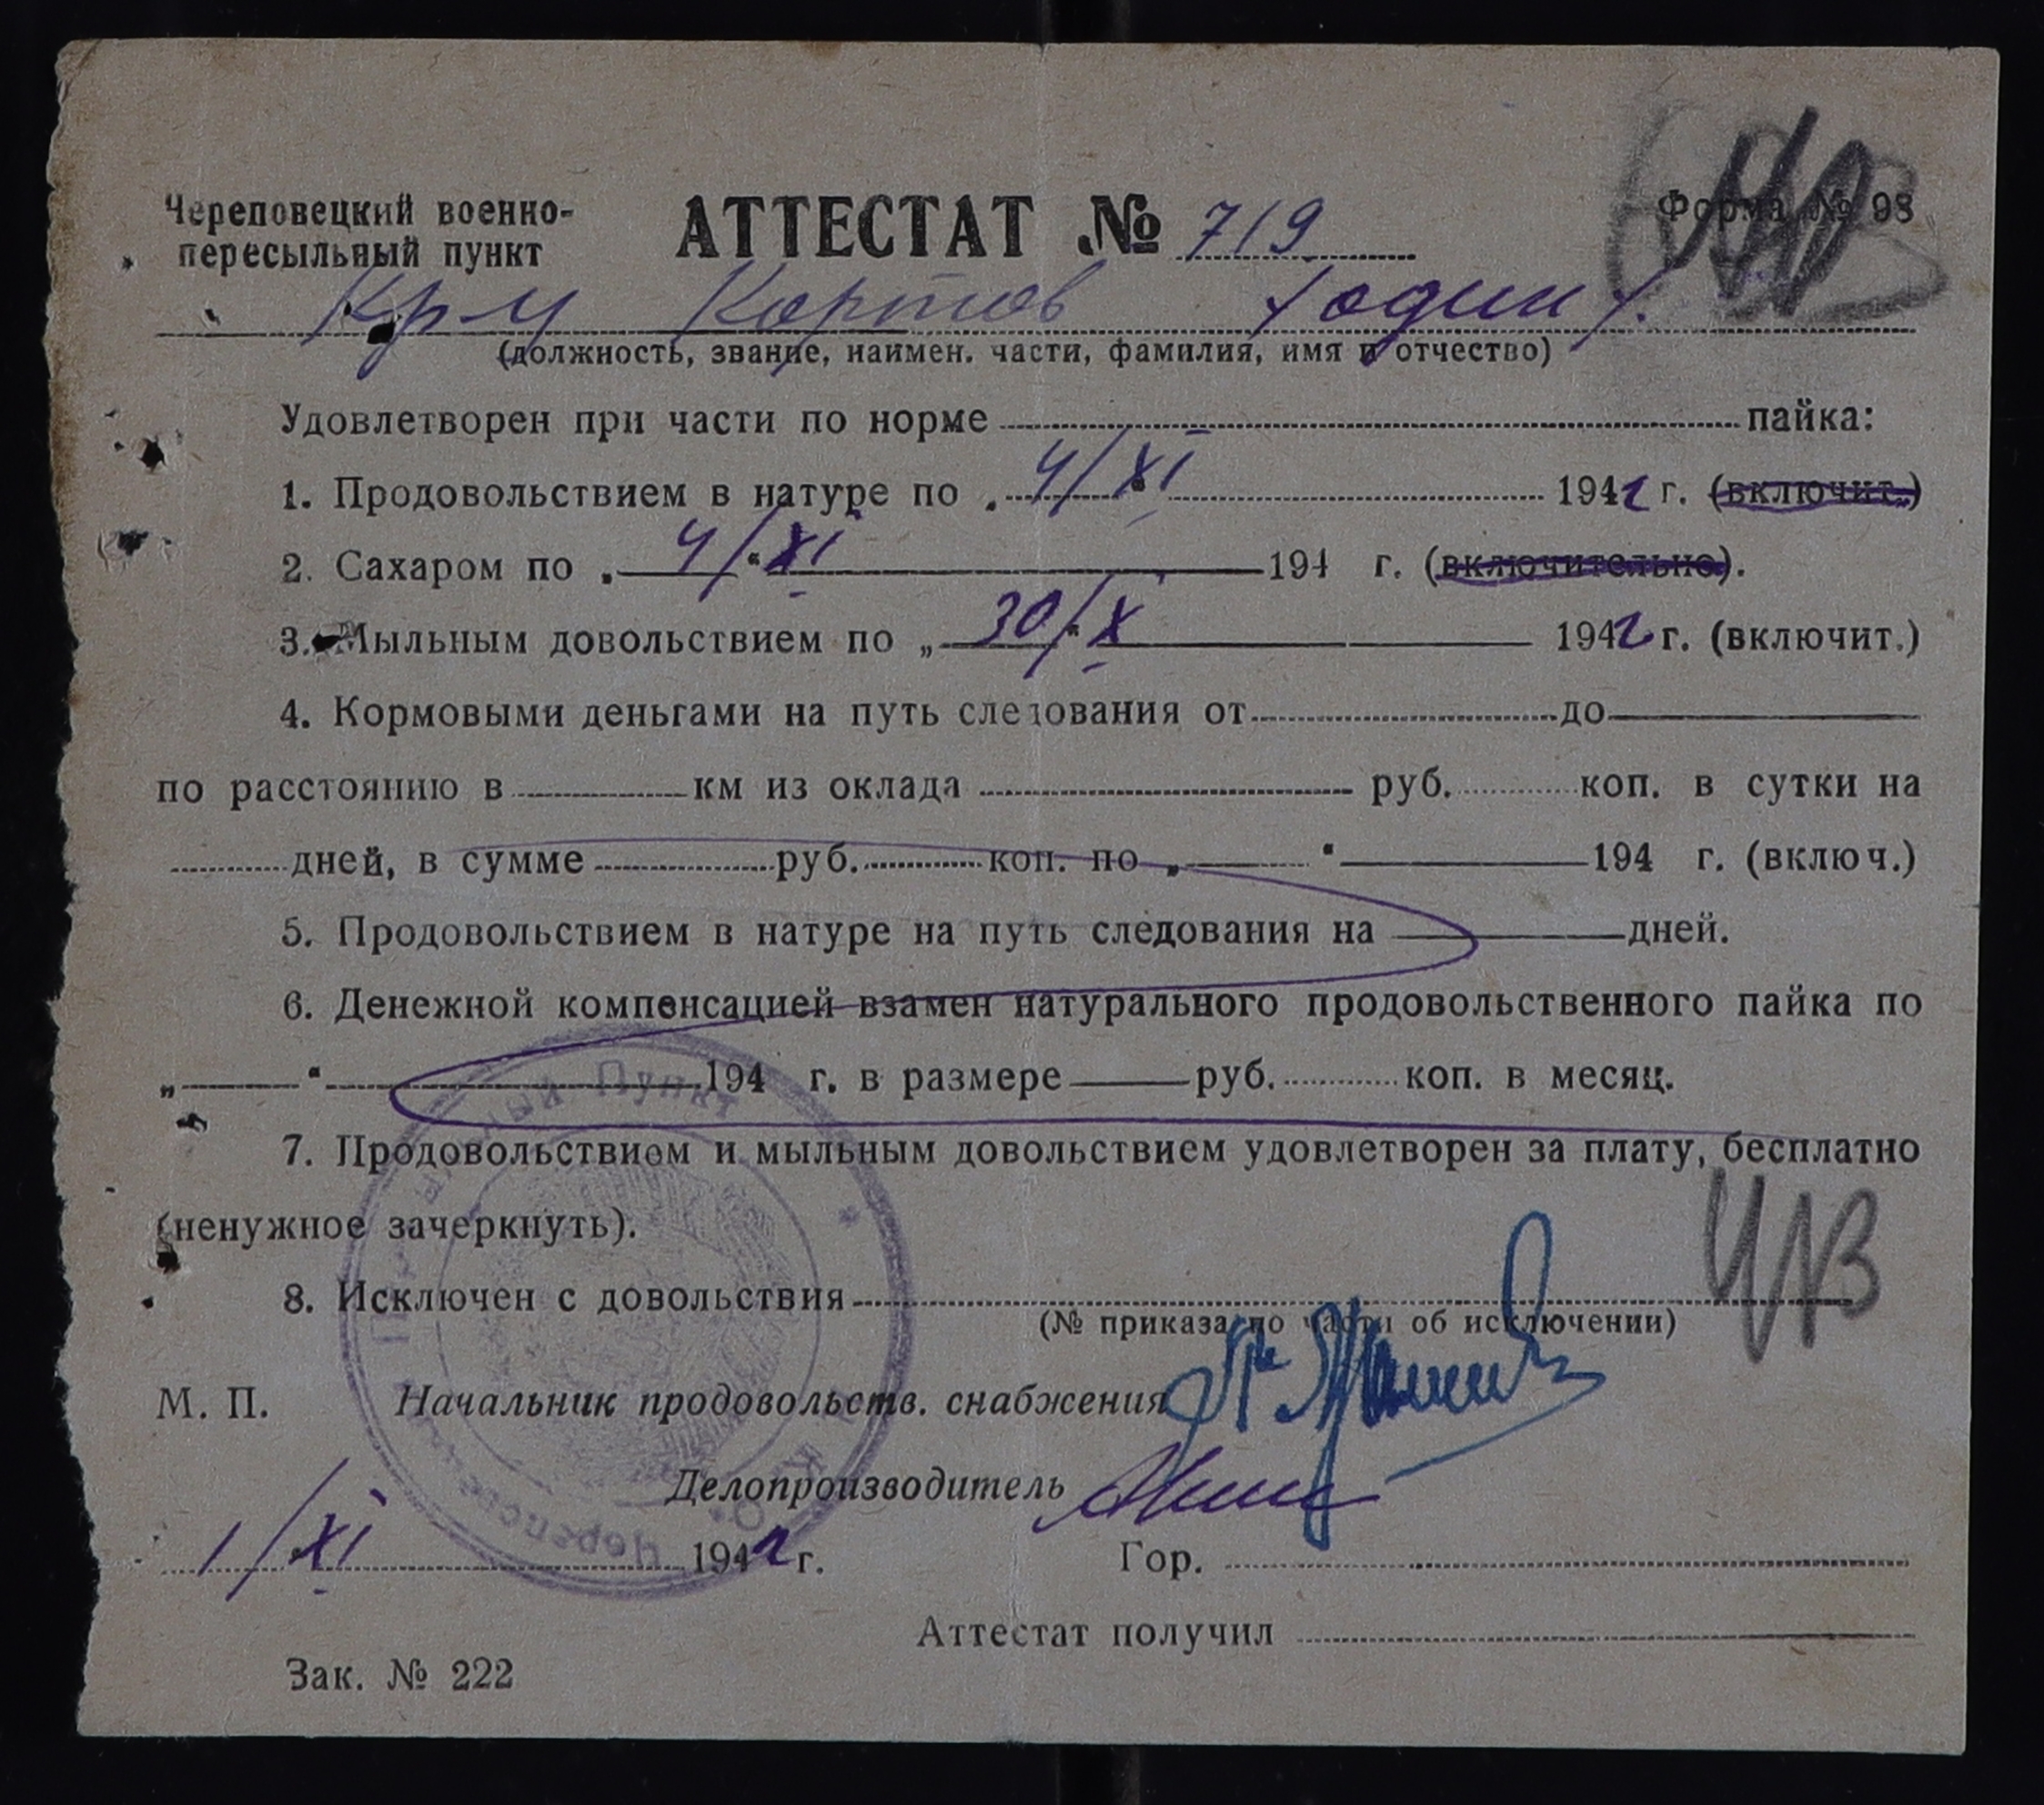 Череповецкий военно-
пересыльный пункт
АТТЕСТАТ № 719
Форма № 98
Кр-ц Кортов /один/.
(должность, звание, наимен. части, фамилия, имя и отчество)
Удовлетворен при части по норме пайка:
1. Продовольствием в натуре по „ 4/XI 1942 г. (включит.)
2. Сахаром по „ 4/“XI 194 г. (включительно).
3. Мыльным довольствием по „ 30/“X 1942 г. (включит.)
4. Кормовыми деньгами на путь следования от до
по расстоянию в км из оклада руб. коп. в сутки на
дней, в сумме руб. коп. по „ “ 194 г. (включ.)
5. Продовольствием в натуре на путь следования на дней.
6. Денежной компенсацией взамен натурального продовольственного пайка по
„ “ 194 г. в размере руб. коп. в месяц.
7. Продовольствием и мыльным довольствием удовлетворен за плату, бесплатно
(ненужное зачеркнуть).
8. Исключен с довольствия
(№ приказа по части об исключении)
М. П. Начальник продовольств. снабжения
Делопроизводитель
1/XI 1942 г. Гор.
Аттестат получил
Зак. № 222